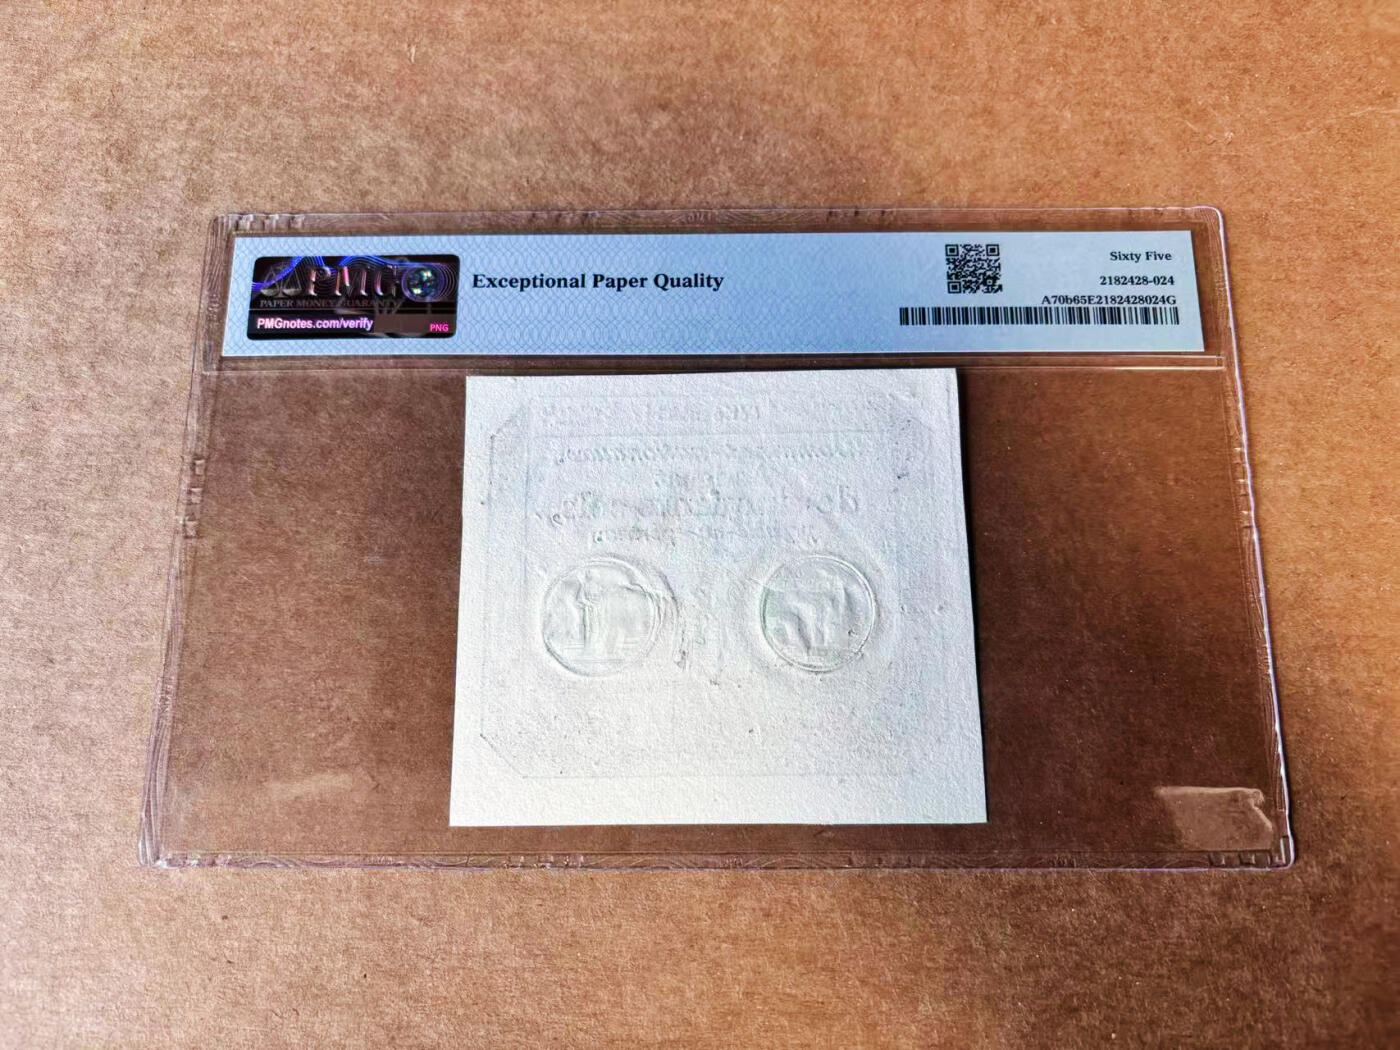 PMG
PAPER MONEY GUARANTY
PMGnotes.com/verify
PNG
Exceptional Paper Quality
Sixty Five
2182428-024
A70b65E2182428024G